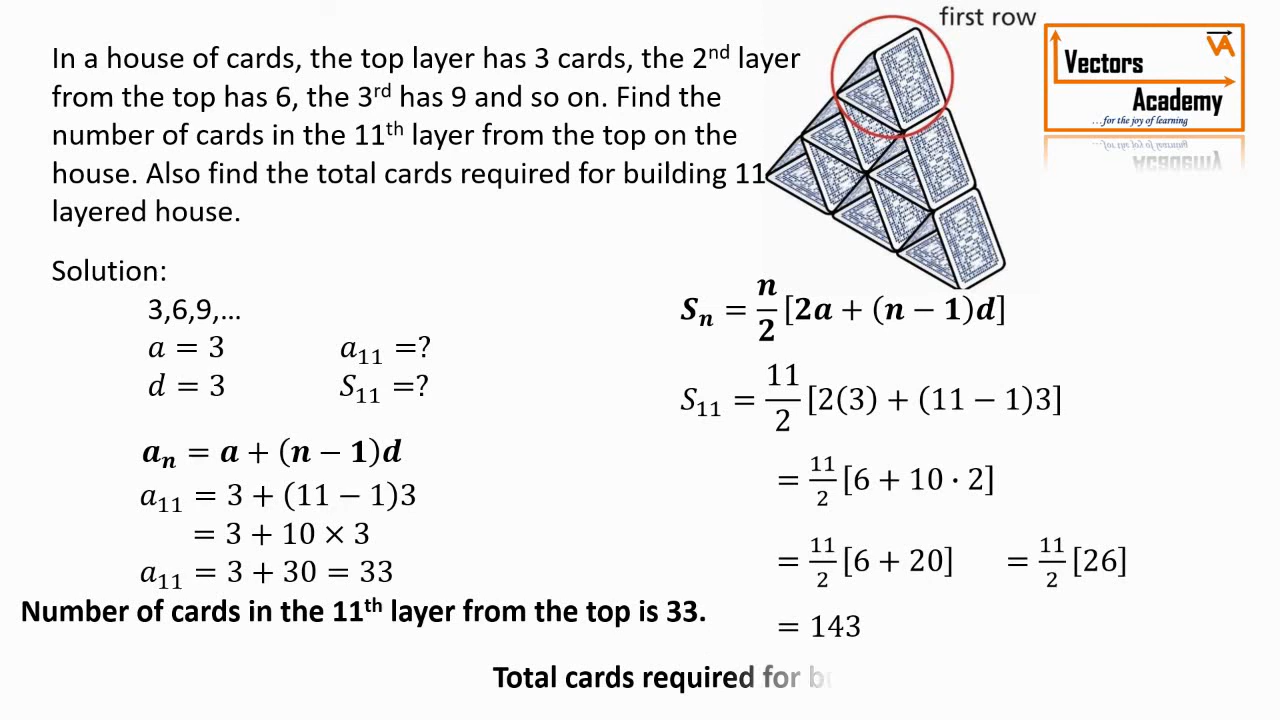 first row
Vectors
Academy
...for the joy of learning
VA
In a house of cards, the top layer has 3 cards, the 2nd layer
from the top has 6, the 3rd has 9 and so on. Find the
number of cards in the 11th layer from the top on the
house. Also find the total cards required for building 11
layered house.
Solution:
3,6,9,...
a = 3 a₁₁ =?
d = 3 S₁₁ =?
aₙ = a + (n − 1)d
a₁₁ = 3 + (11 − 1)3
= 3 + 10 × 3
a₁₁ = 3 + 30 = 33
Number of cards in the 11th layer from the top is 33.
Sₙ = n/2 [2a + (n − 1)d]
S₁₁ = 11/2 [2(3) + (11 − 1)3]
= 11/2 [6 + 10 · 2]
= 11/2 [6 + 20] = 11/2 [26]
= 143
Total cards required for